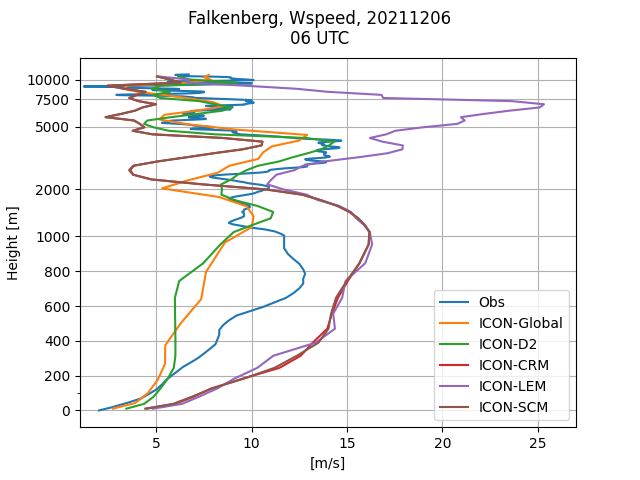 Falkenberg, Wspeed, 20211206
06 UTC
Height [m]
10000
7500
5000
2000
1000
800
600
400
200
0
5
10
15
20
25
[m/s]
Obs
ICON-Global
ICON-D2
ICON-CRM
ICON-LEM
ICON-SCM